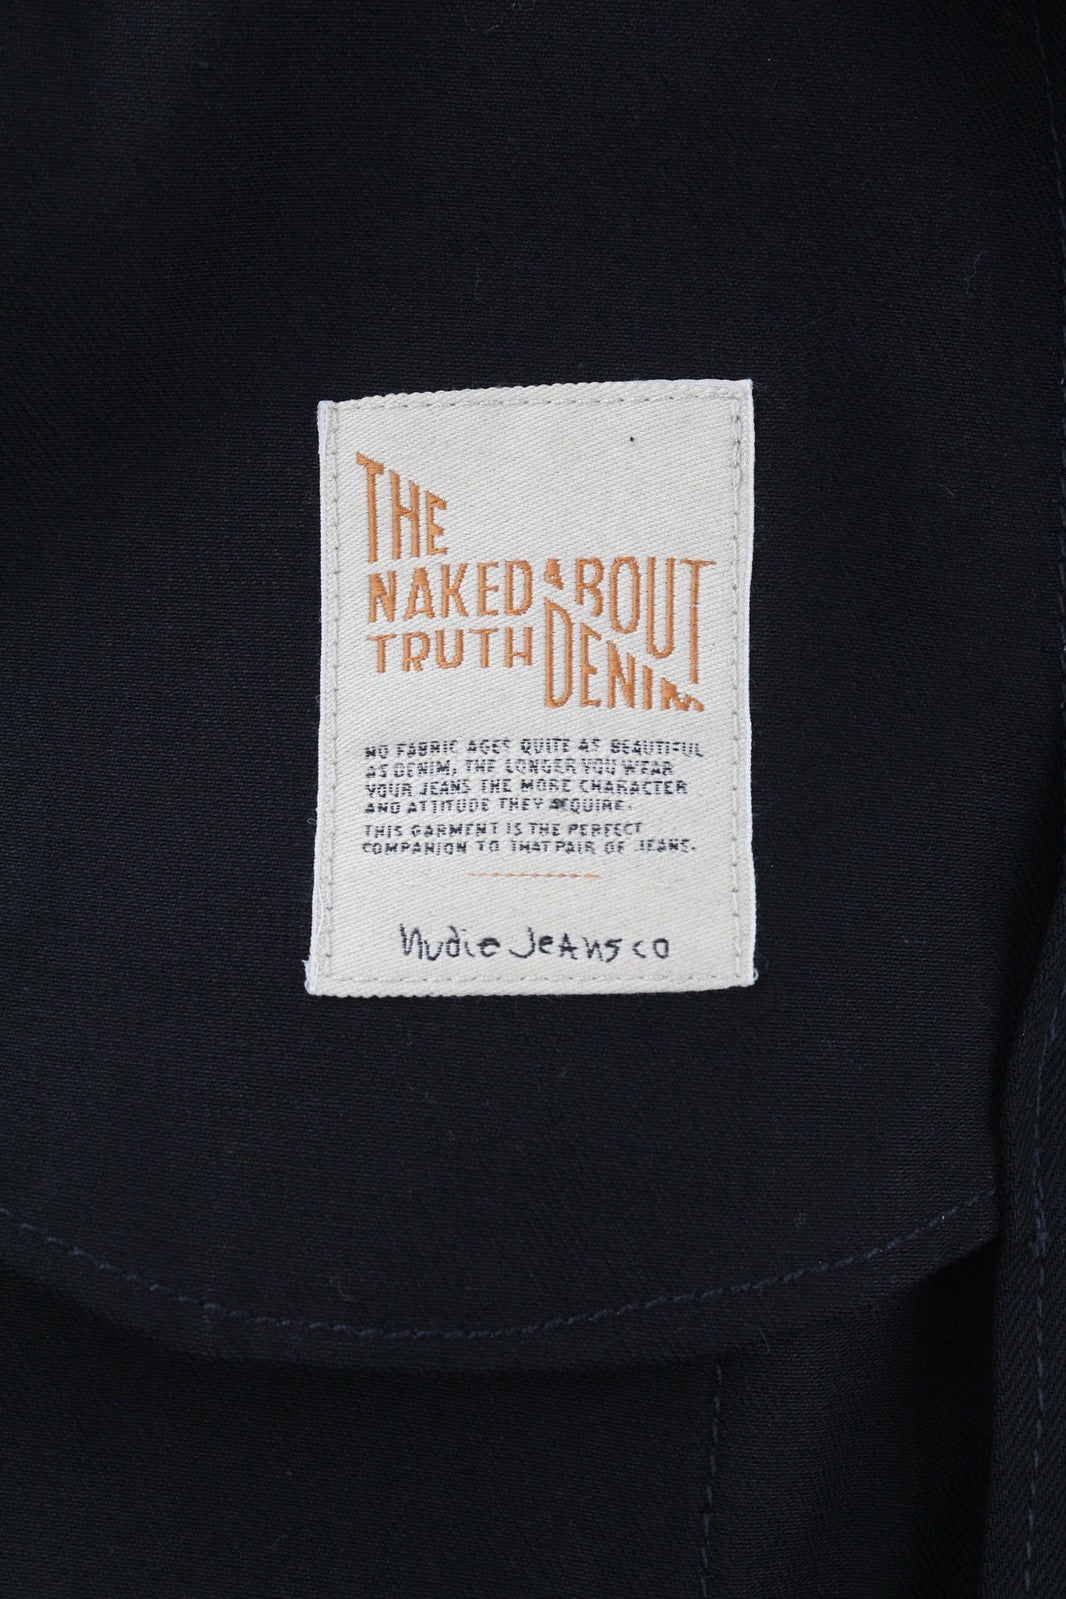 THE
NAKED ABOUT
TRUTH DENIM
NO FABRIC AGES QUITE AS BEAUTIFUL
AS DENIM, THE LONGER YOU WEAR
YOUR JEANS THE MORE CHARACTER
AND ATTITUDE THEY ACQUIRE.
THIS GARMENT IS THE PERFECT
COMPANION TO THAT PAIR OF JEANS.
Nudie JeANs co